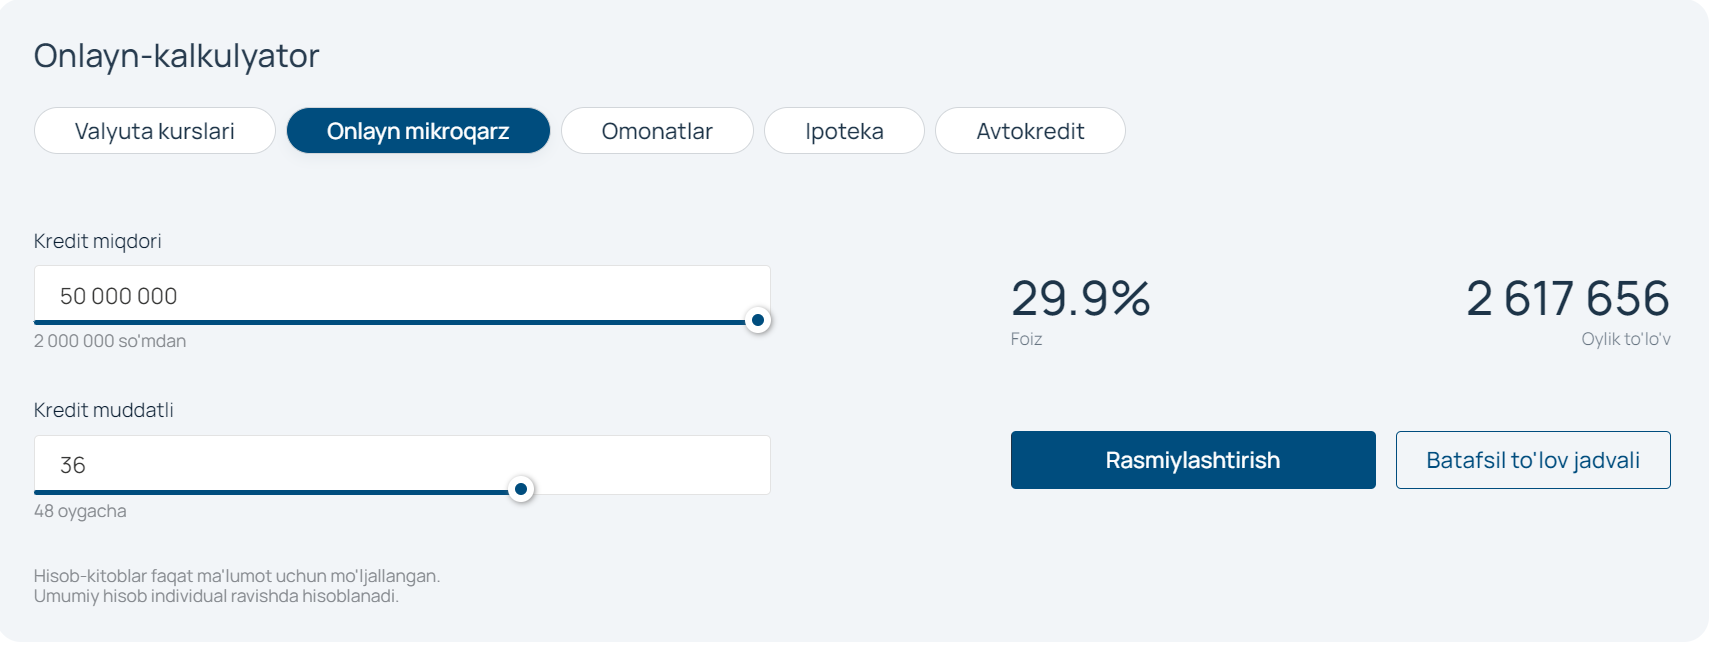 Onlayn-kalkulyator
Valyuta kurslari
Onlayn mikroqarz
Omonatlar
Ipoteka
Avtokredit
Kredit miqdori
50 000 000
2 000 000 so'mdan
29.9%
Foiz
2 617 656
Oylik to'lo'v
Kredit muddatli
36
48 oygacha
Rasmiylashtirish
Batafsil to'lov jadvali
Hisob-kitoblar faqat ma'lumot uchun mo'ljallangan.
Umumiy hisob individual ravishda hisoblanadi.